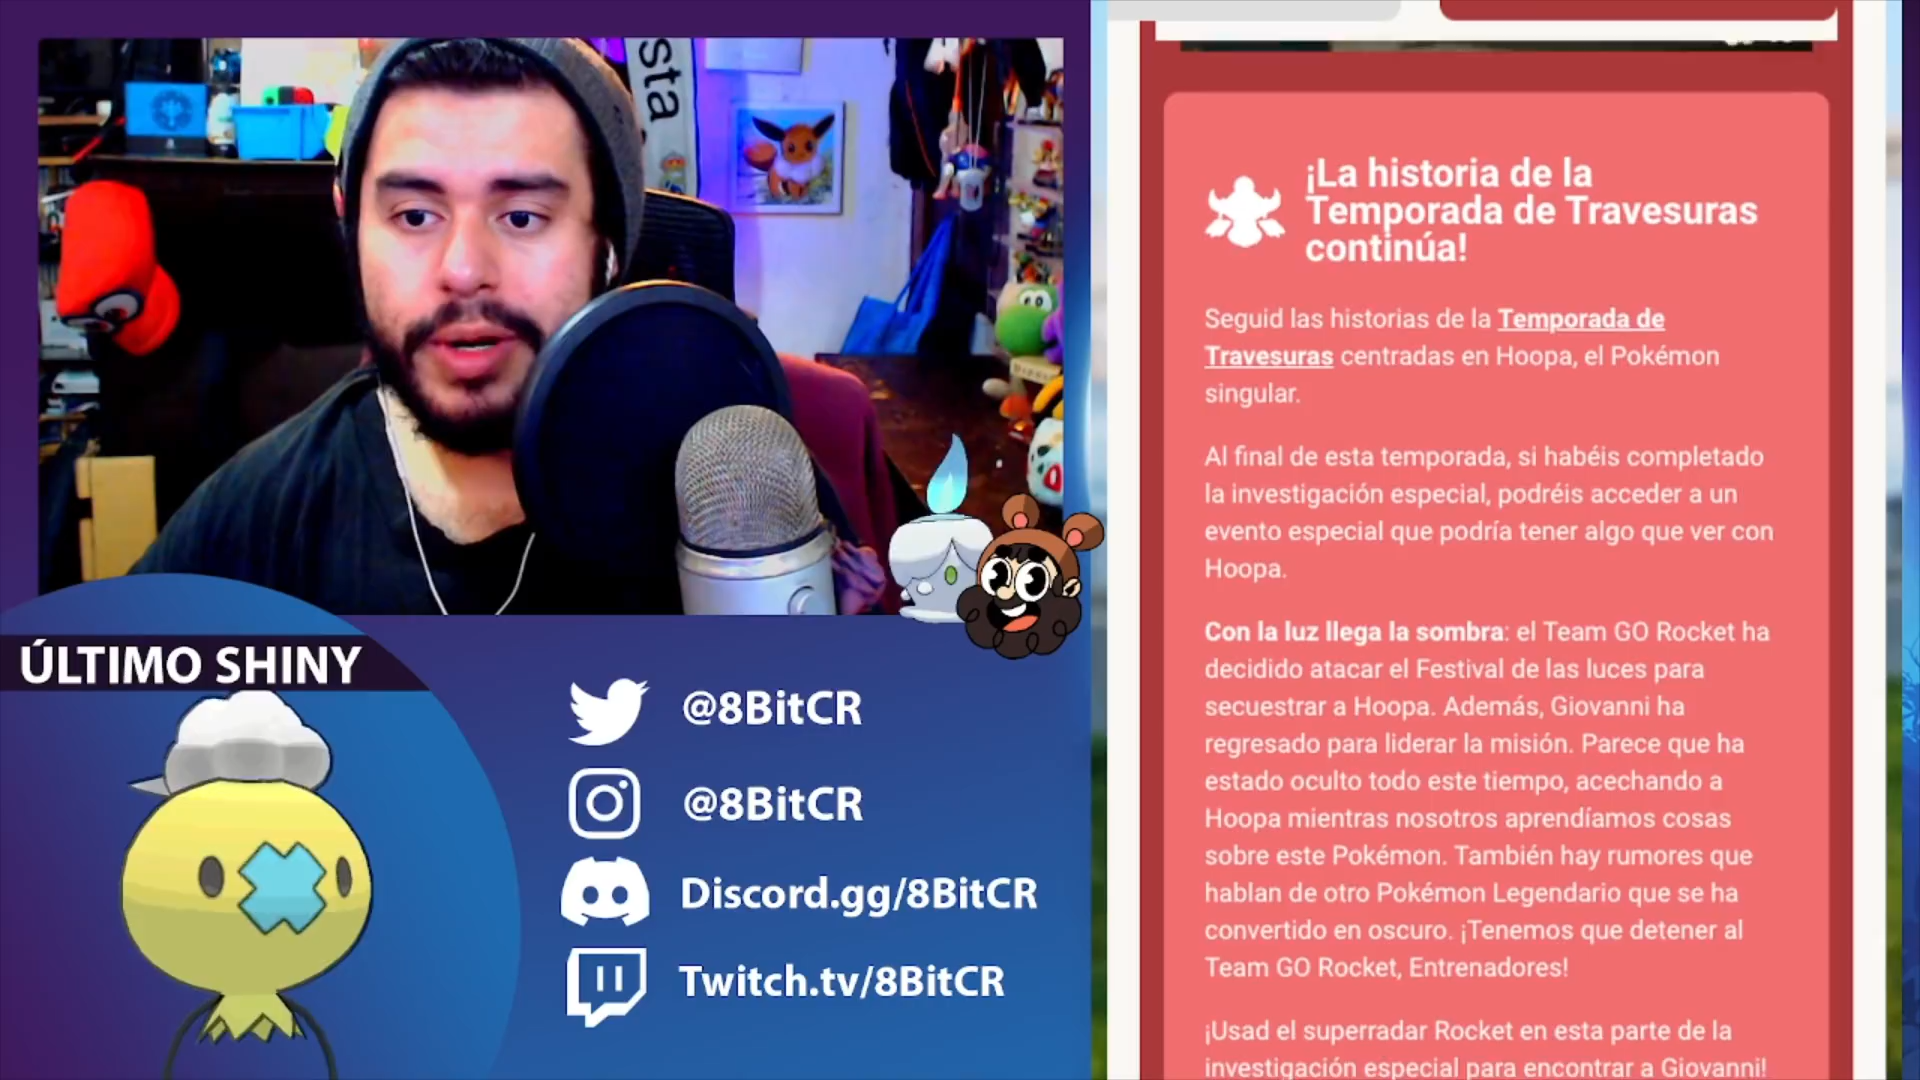 sta
ÚLTIMO SHINY
@8BitCR
@8BitCR
Discord.gg/8BitCR
Twitch.tv/8BitCR
¡La historia de la
Temporada de Travesuras
continúa!
Seguid las historias de la Temporada de
Travesuras centradas en Hoopa, el Pokémon
singular.
Al final de esta temporada, si habéis completado
la investigación especial, podréis acceder a un
evento especial que podría tener algo que ver con
Hoopa.
Con la luz llega la sombra: el Team GO Rocket ha
decidido atacar el Festival de las luces para
secuestrar a Hoopa. Además, Giovanni ha
regresado para liderar la misión. Parece que ha
estado oculto todo este tiempo, acechando a
Hoopa mientras nosotros aprendíamos cosas
sobre este Pokémon. También hay rumores que
hablan de otro Pokémon Legendario que se ha
convertido en oscuro. ¡Tenemos que detener al
Team GO Rocket, Entrenadores!
¡Usad el superradar Rocket en esta parte de la
investigación especial para encontrar a Giovanni!